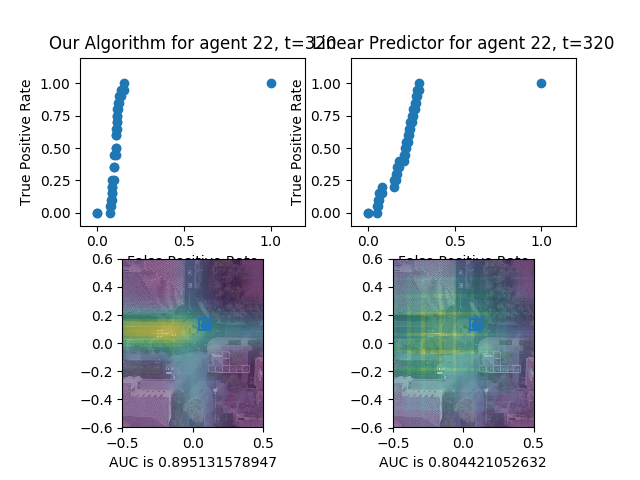 Our Algorithm for agent 22, t=320
Linear Predictor for agent 22, t=320
True Positive Rate
1.00
0.75
0.50
0.25
0.00
0.0 0.5 1.0
False Positive Rate
True Positive Rate
1.00
0.75
0.50
0.25
0.00
0.0 0.5 1.0
False Positive Rate
0.6
0.4
0.2
0.0
−0.2
−0.4
−0.6
−0.5 0.0 0.5
AUC is 0.895131578947
0.6
0.4
0.2
0.0
−0.2
−0.4
−0.6
−0.5 0.0 0.5
AUC is 0.804421052632